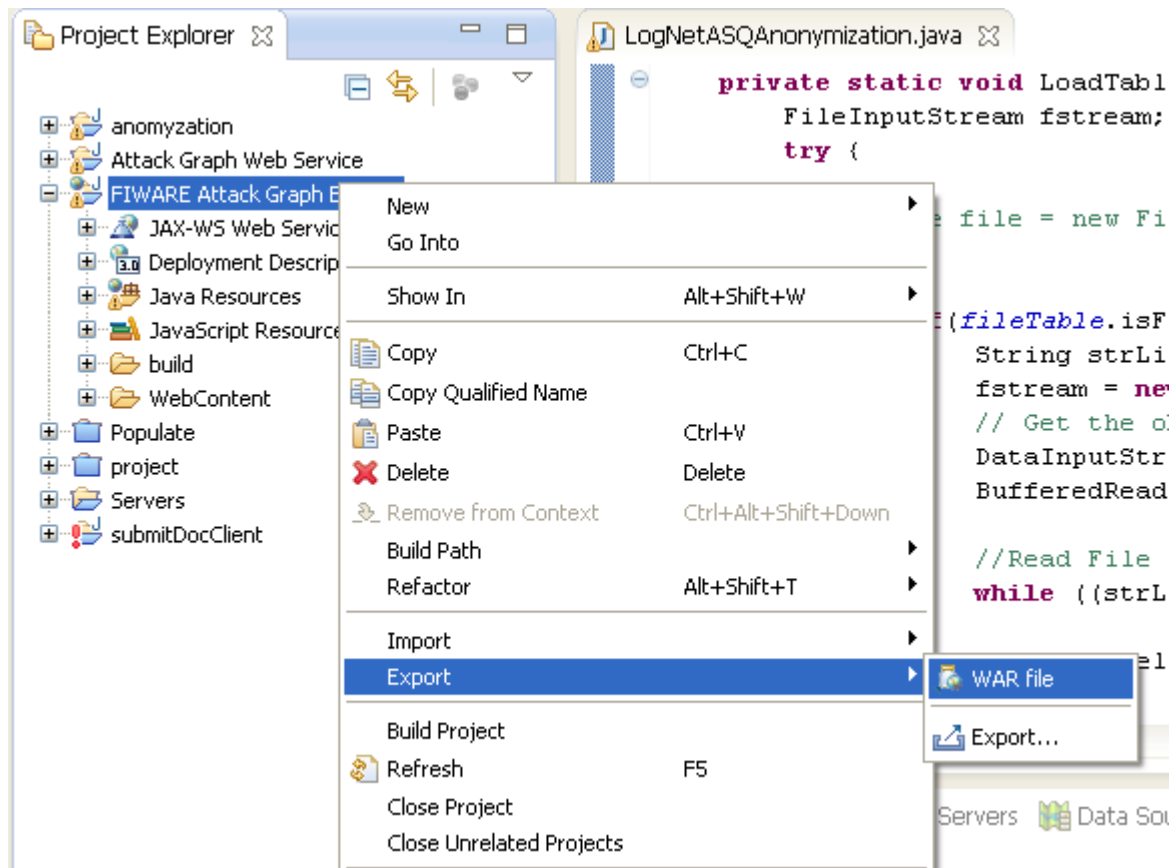 Project Explorer
anomyzation
Attack Graph Web Service
FIWARE Attack Graph E
JAX-WS Web Servic
Deployment Descrip
3.0
Java Resources
JavaScript Resource
build
WebContent
Populate
project
Servers
submitDocClient
New
Go Into
Show In Alt+Shift+W
Copy Ctrl+C
Copy Qualified Name
Paste Ctrl+V
Delete Delete
Remove from Context Ctrl+Alt+Shift+Down
Build Path
Refactor Alt+Shift+T
Import
Export
Build Project
Refresh F5
Close Project
Close Unrelated Projects
WAR file
Export...
LogNetASQAnonymization.java
private static void LoadTabl
FileInputStream fstream;
try {
file = new Fi
(fileTable.isF
String strLi
fstream = new
// Get the ob
DataInputStr
BufferedRead
//Read File
while ((strL
el
Servers Data Sou